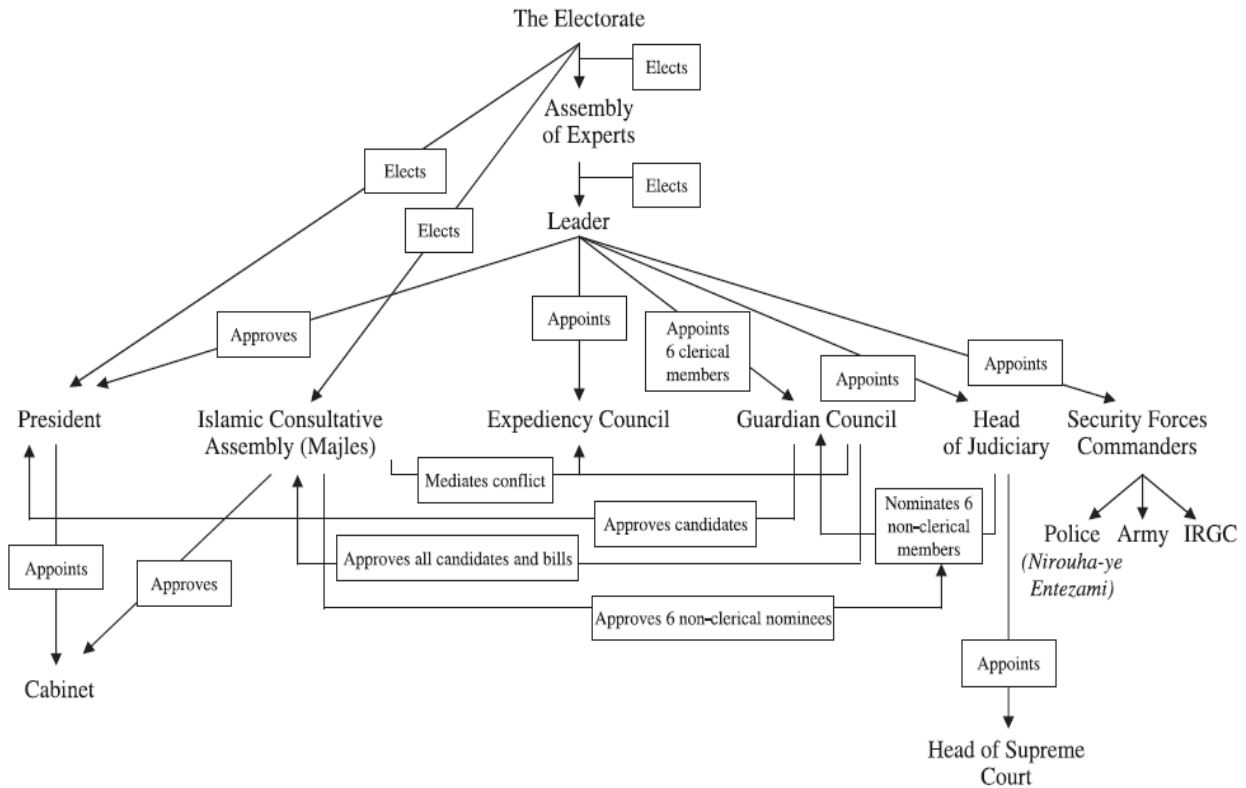 The Electorate
Elects
Assembly
of Experts
Elects
Elects
Elects
Leader
Approves
Appoints
Appoints
6 clerical
members
Appoints
Appoints
President
Islamic Consultative
Assembly (Majles)
Expediency Council
Guardian Council
Head
of Judiciary
Security Forces
Commanders
Mediates conflict
Approves candidates
Nominates 6
non-clerical
members
Police
Army
IRGC
(Nirouha-ye
Entezami)
Appoints
Approves
Approves all candidates and bills
Approves 6 non-clerical nominees
Appoints
Cabinet
Head of Supreme
Court